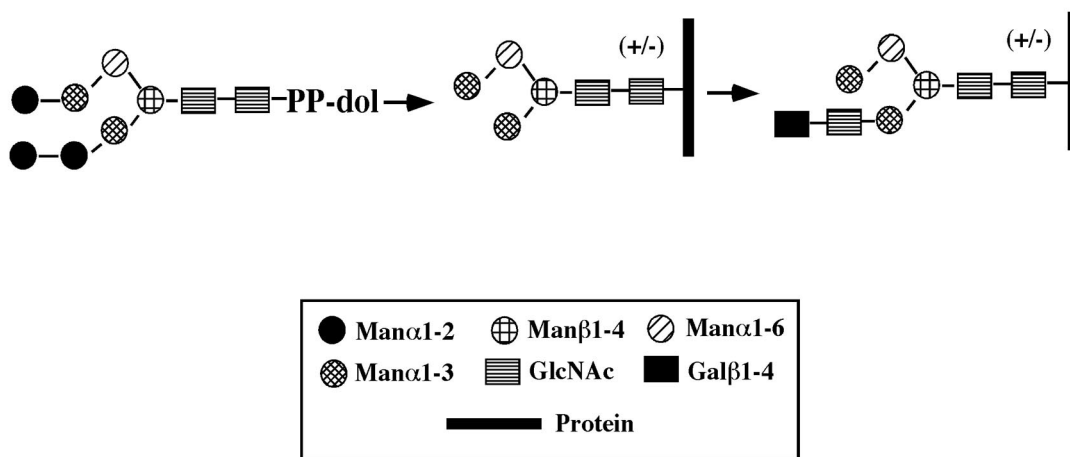 (+/-)
(+/-)
PP-dol
Manα1-2 Manβ1-4 Manα1-6
Manα1-3 GlcNAc Galβ1-4
Protein